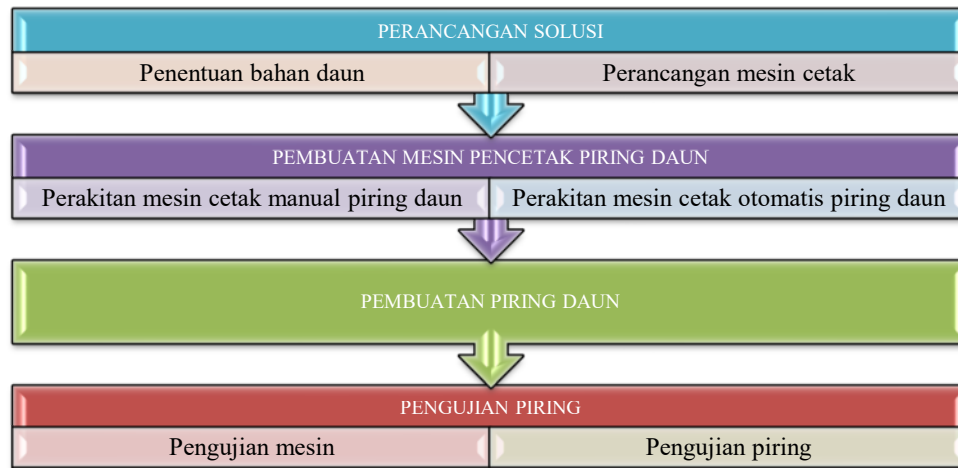 PERANCANGAN SOLUSI
Penentuan bahan daun
Perancangan mesin cetak
PEMBUATAN MESIN PENCETAK PIRING DAUN
Perakitan mesin cetak manual piring daun
Perakitan mesin cetak otomatis piring daun
PEMBUATAN PIRING DAUN
PENGUJIAN PIRING
Pengujian mesin
Pengujian piring